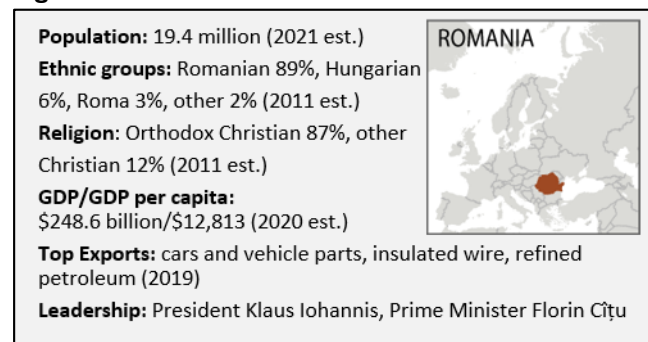 Population: 19.4 million (2021 est.)
ROMANIA
Ethnic groups: Romanian 89%, Hungarian
6%, Roma 3%, other 2% (2011 est.)
Religion: Orthodox Christian 87%, other
Christian 12% (2011 est.)
GDP/GDP per capita:
$248.6 billion/$12,813 (2020 est.)
Top Exports: cars and vehicle parts, insulated wire, refined
petroleum (2019)
Leadership: President Klaus Iohannis, Prime Minister Florin Cîțu